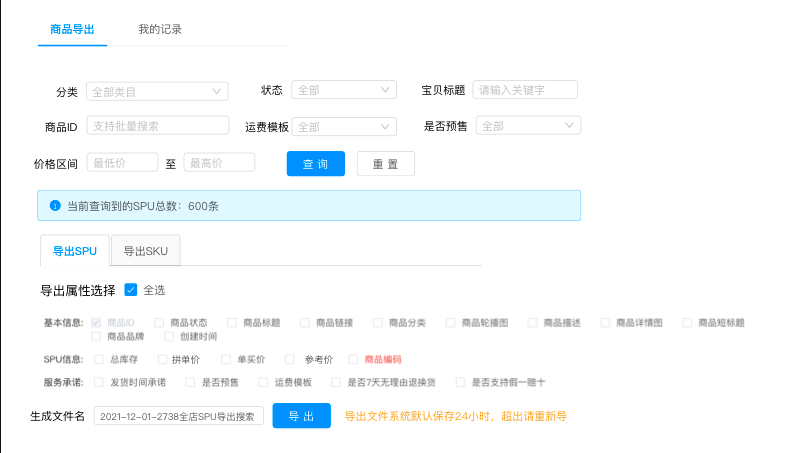 商品导出 我的记录
分类 全部类目 状态 全部 宝贝标题 请输入关键字
商品ID 支持批量搜索 运费模板 全部 是否预售 全部
价格区间 最低价 至 最高价 查 询 重 置
当前查询到的SPU总数：600条
导出SPU 导出SKU
导出属性选择 全选
基本信息: 商品ID 商品状态 商品标题 商品链接 商品分类 商品轮播图 商品描述 商品详情图 商品短标题
商品品牌 创建时间
SPU信息: 总库存 拼单价 单买价 参考价 商品编码
服务承诺: 发货时间承诺 是否预售 运费模板 是否7天无理由退换货 是否支持假一赔十
生成文件名 2021-12-01-2738全店SPU导出搜索 导 出 导出文件系统默认保存24小时，超出请重新导